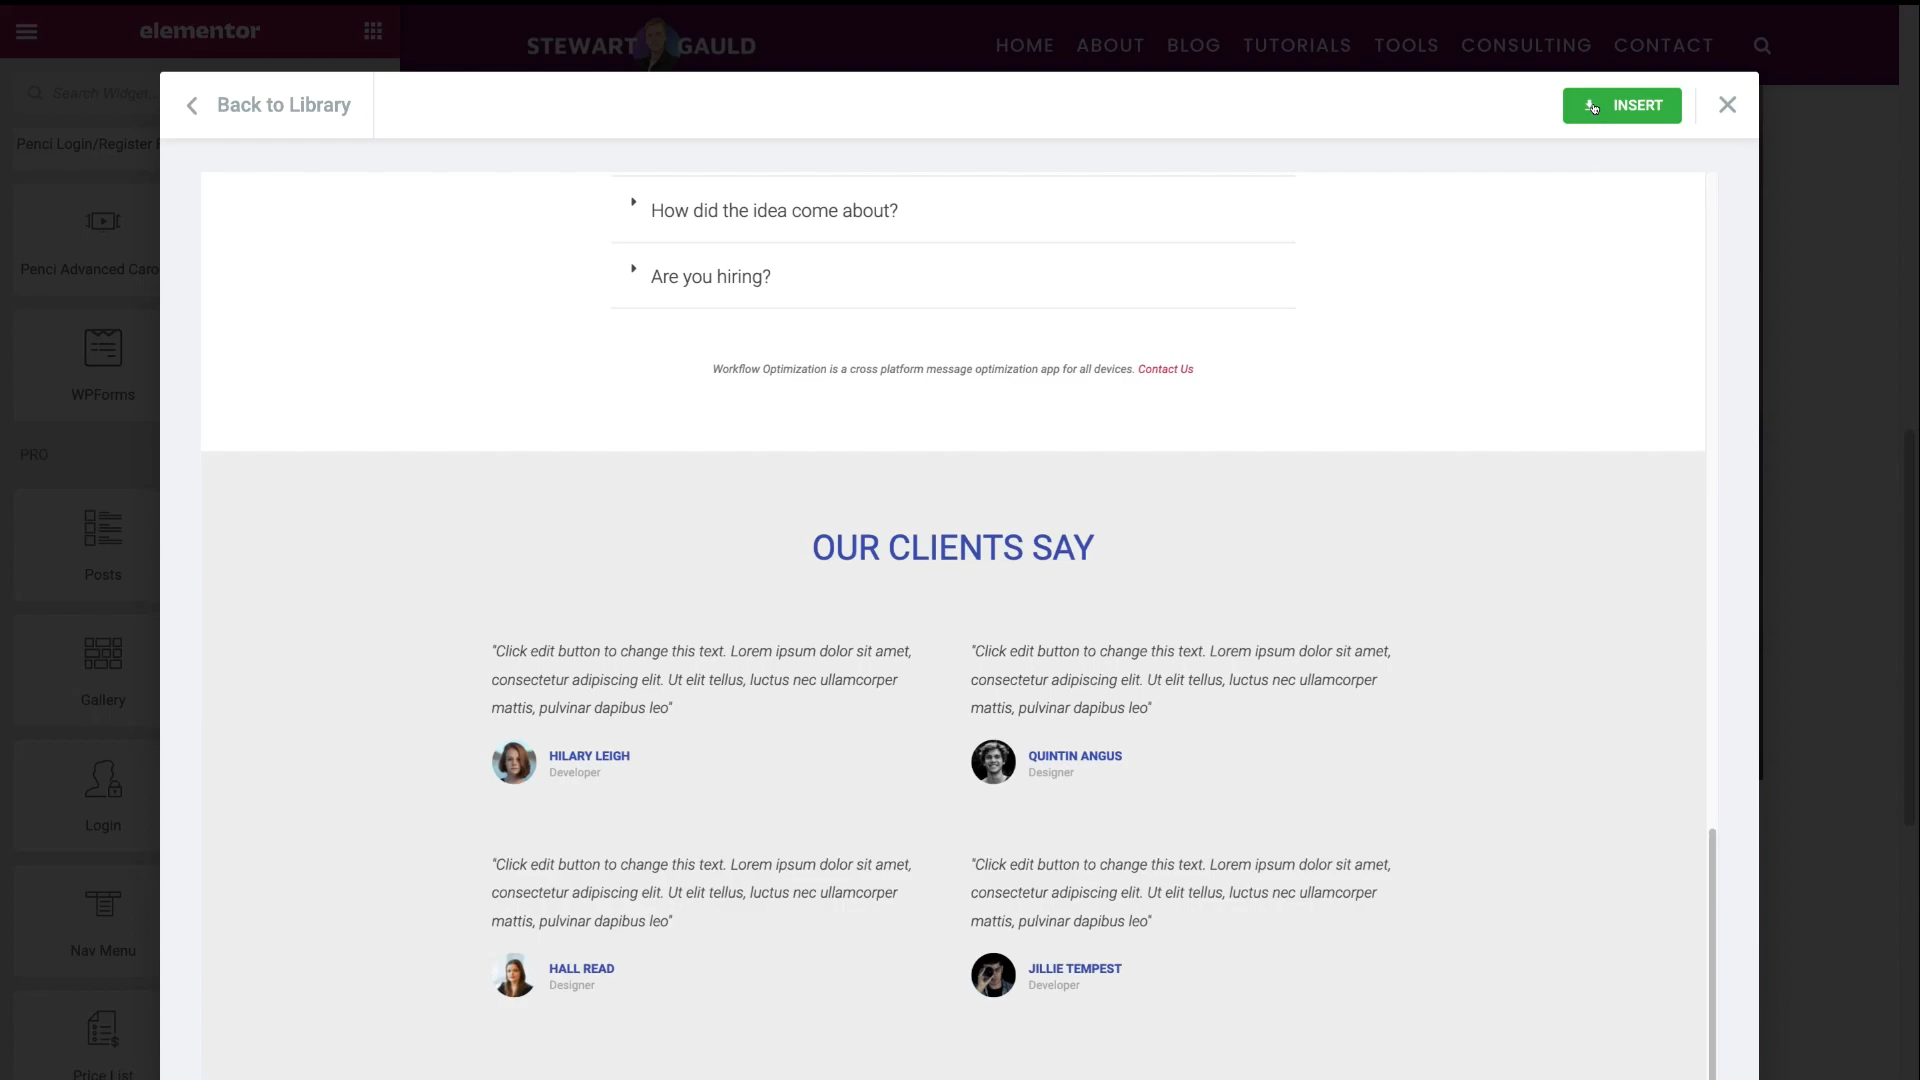 elementor
STEWART GAULD
HOME ABOUT BLOG TUTORIALS TOOLS CONSULTING CONTACT
Search Widget...
Back to Library
INSERT
Penci Login/Register
Penci Advanced Caro
WPForms
PRO
Posts
Gallery
Login
Nav Menu
Price List
How did the idea come about?
Are you hiring?
Workflow Optimization is a cross platform message optimization app for all devices. Contact Us
OUR CLIENTS SAY
"Click edit button to change this text. Lorem ipsum dolor sit amet,
consectetur adipiscing elit. Ut elit tellus, luctus nec ullamcorper
mattis, pulvinar dapibus leo"
HILARY LEIGH
Developer
"Click edit button to change this text. Lorem ipsum dolor sit amet,
consectetur adipiscing elit. Ut elit tellus, luctus nec ullamcorper
mattis, pulvinar dapibus leo"
QUINTIN ANGUS
Designer
"Click edit button to change this text. Lorem ipsum dolor sit amet,
consectetur adipiscing elit. Ut elit tellus, luctus nec ullamcorper
mattis, pulvinar dapibus leo"
HALL READ
Designer
"Click edit button to change this text. Lorem ipsum dolor sit amet,
consectetur adipiscing elit. Ut elit tellus, luctus nec ullamcorper
mattis, pulvinar dapibus leo"
JILLIE TEMPEST
Developer